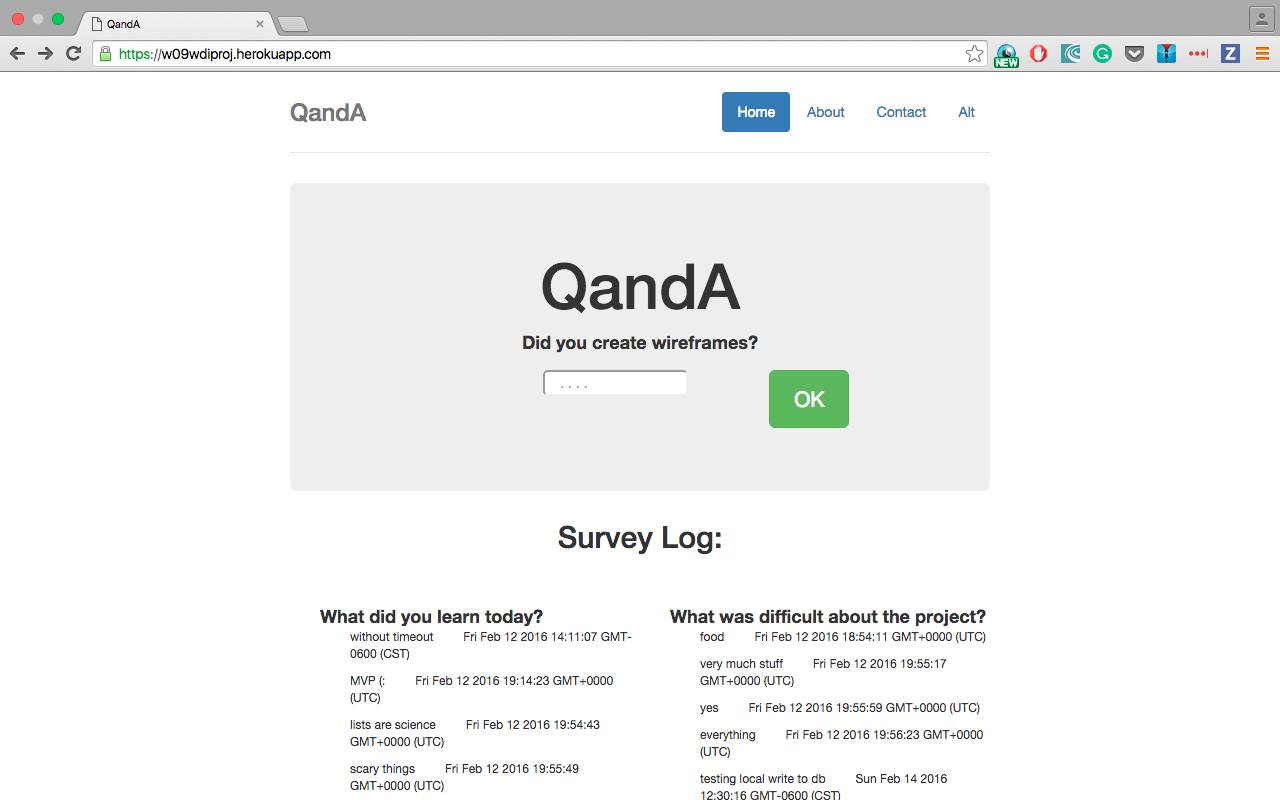 QandA
https://w09wdiproj.herokuapp.com
NEW
G
Z
QandA
Home About Contact Alt
QandA
Did you create wireframes?
. . . .
OK
Survey Log:
What did you learn today?
without timeout Fri Feb 12 2016 14:11:07 GMT-
0600 (CST)
MVP (: Fri Feb 12 2016 19:14:23 GMT+0000
(UTC)
lists are science Fri Feb 12 2016 19:54:43
GMT+0000 (UTC)
scary things Fri Feb 12 2016 19:55:49
GMT+0000 (UTC)
What was difficult about the project?
food Fri Feb 12 2016 18:54:11 GMT+0000 (UTC)
very much stuff Fri Feb 12 2016 19:55:17
GMT+0000 (UTC)
yes Fri Feb 12 2016 19:55:59 GMT+0000 (UTC)
everything Fri Feb 12 2016 19:56:23 GMT+0000
(UTC)
testing local write to db Sun Feb 14 2016
12:30:16 GMT-0600 (CST)